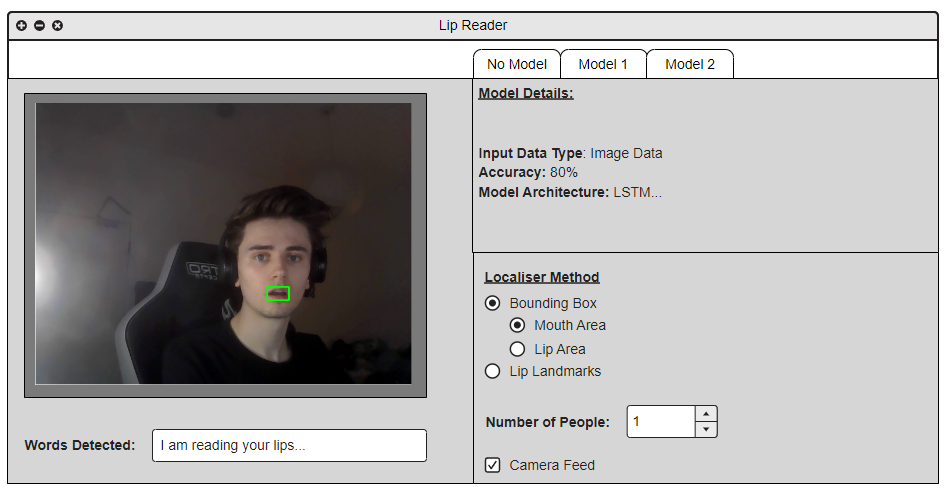 Lip Reader
No Model
Model 1
Model 2
Model Details:
Input Data Type: Image Data
Accuracy: 80%
Model Architecture: LSTM...
Localiser Method
Bounding Box
Mouth Area
Lip Area
Lip Landmarks
Number of People: 1
Camera Feed
Words Detected: I am reading your lips...